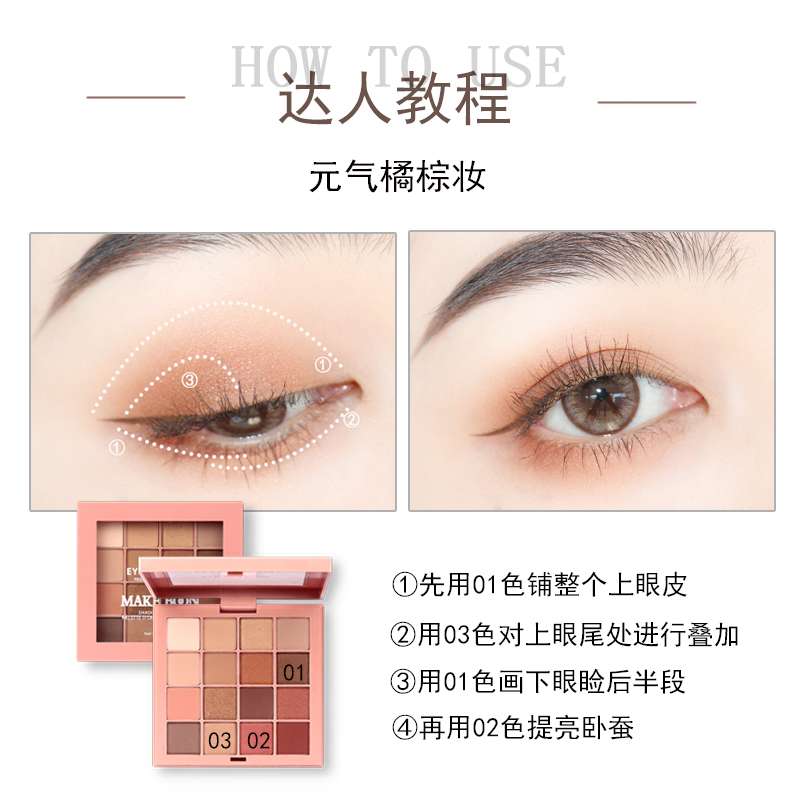 HOW TO USE
达人教程
元气橘棕妆
①
③
②
①
MAKE
01
03
02
①先用01色铺整个上眼皮
②用03色对上眼尾处进行叠加
③用01色画下眼睑后半段
④再用02色提亮卧蚕